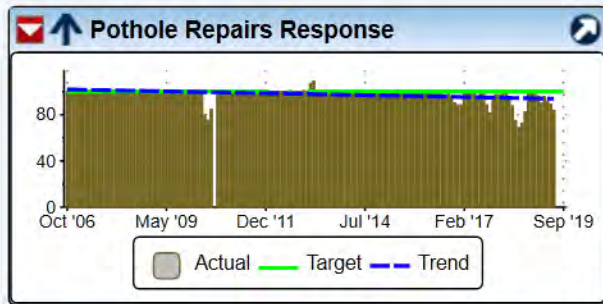 Pothole Repairs Response
80
40
0
Oct '06 May '09 Dec '11 Jul '14 Feb '17 Sep '19
Actual Target Trend